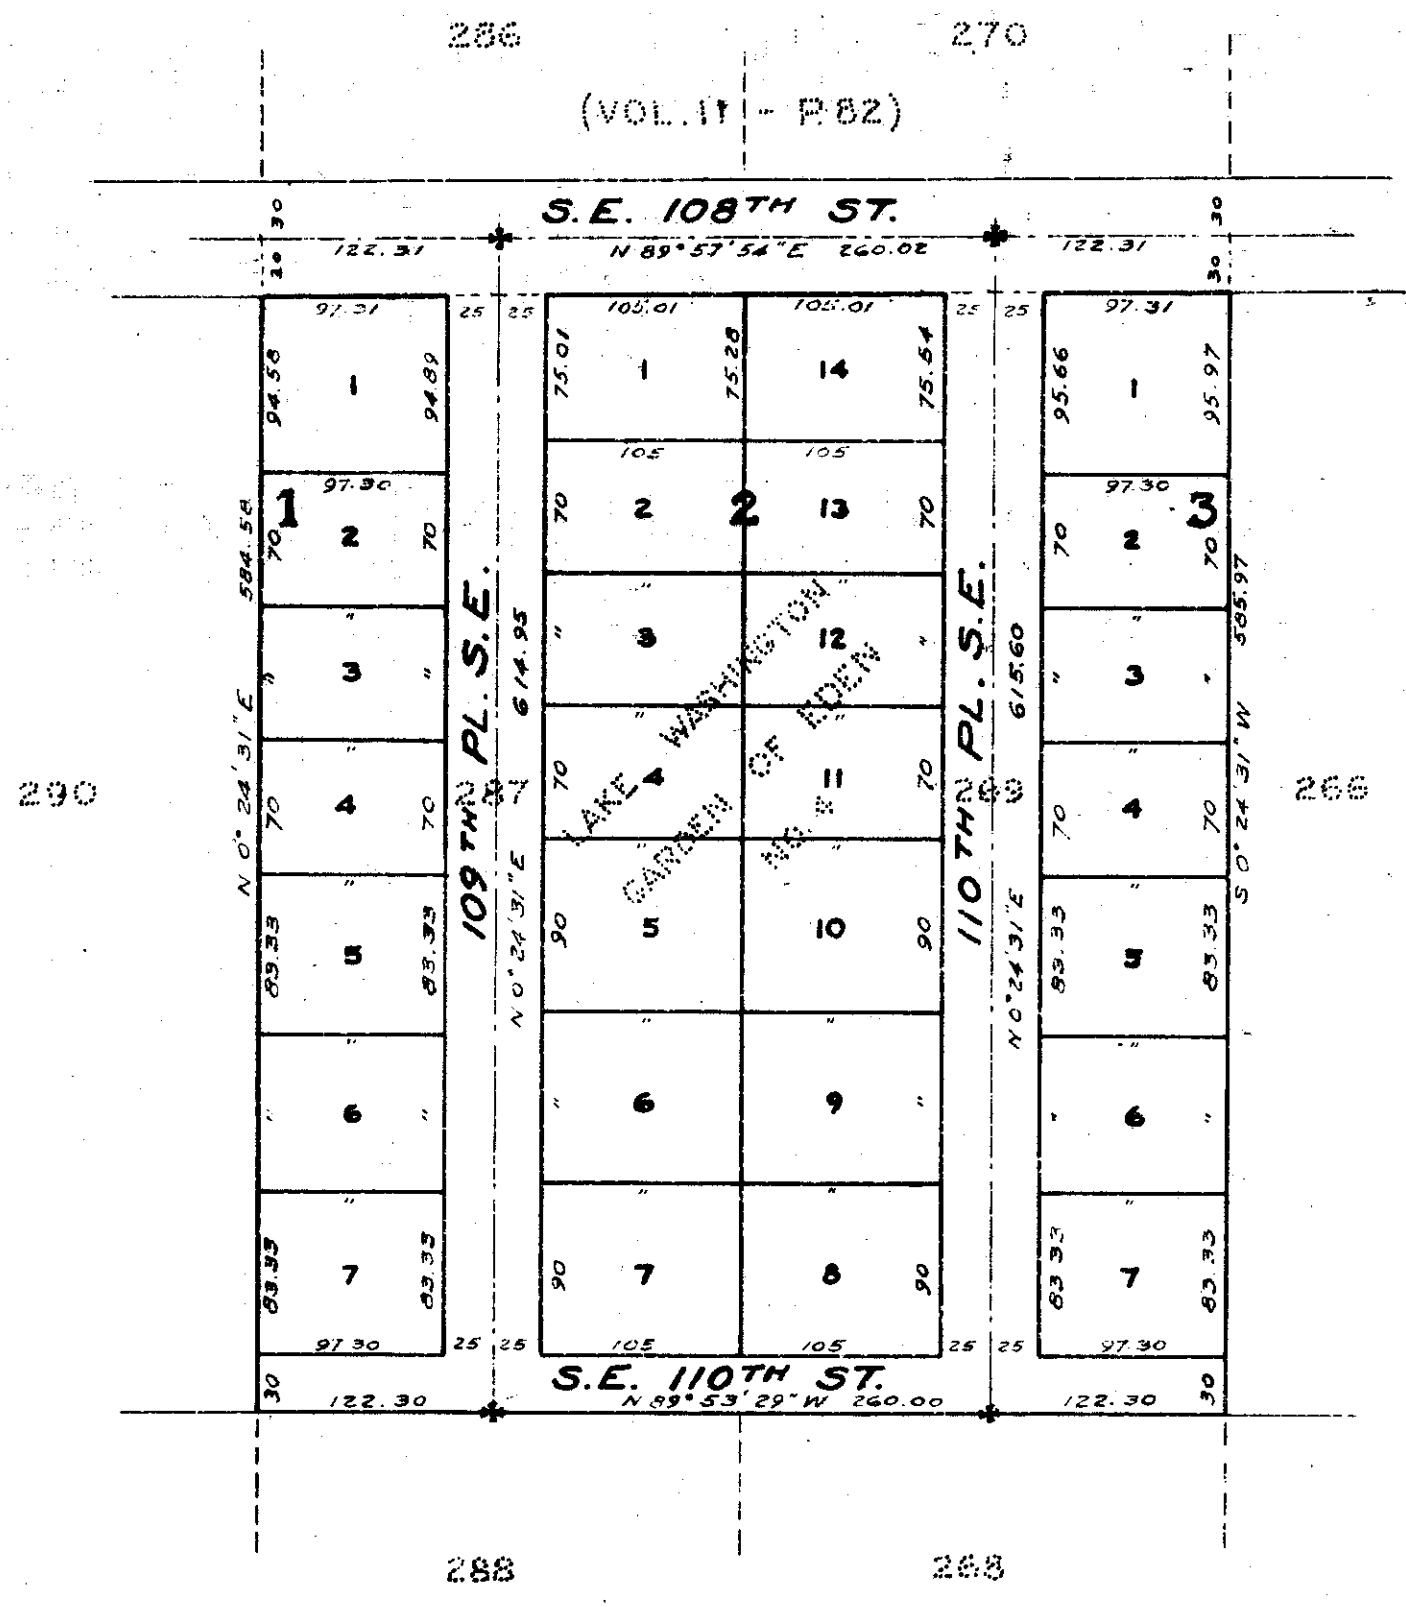 286 270
(VOL. 11 - P. 82)
S.E. 108TH ST.
30 30
122.31 N 89° 57' 54" E 260.02 122.31
30 30
97.31 25 25 105.01 105.01 25 25 97.31
94.58 1 94.89 75.01 1 75.28 14 75.54 95.66 1 95.97
105 105
97.30 97.30
1 2 3
70 2 70 70 2 13 70 70 2 70
584.58 585.97
" " " "
" 3 " " 3 12 " " 3 "
109TH PL. S.E. 614.95 110TH PL. S.E. 615.60
LAKE WASHINGTON
GARDEN OF EDEN
" " " "
N 0° 24' 31" E S 0° 24' 31" W
290 287 269 266
70 4 70 70 4 11 70 70 4 70
" " " "
N 0° 24' 31" E N 0° 24' 31" E
83.33 5 83.33 90 5 10 90 83.33 5 83.33
" " " "
" 6 " " 6 9 " " 6 "
" " " "
83.33 7 83.33 90 7 8 90 83.33 7 83.33
97.30 25 25 105 105 25 25 97.30
S.E. 110TH ST.
30 30
122.30 N 89° 53' 29" W 260.00 122.30
288 268